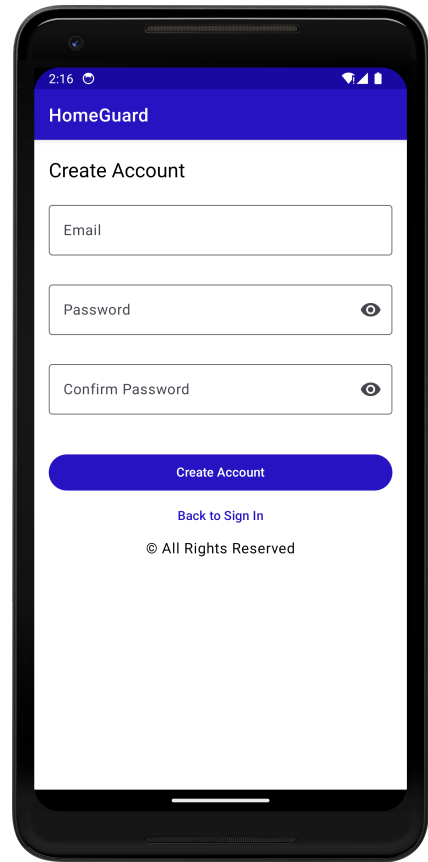 2:16
HomeGuard
Create Account
Email
Password
Confirm Password
Create Account
Back to Sign In
© All Rights Reserved